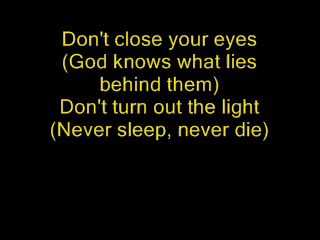 Don't close your eyes
(God knows what lies
behind them)
Don't turn out the light
(Never sleep, never die)